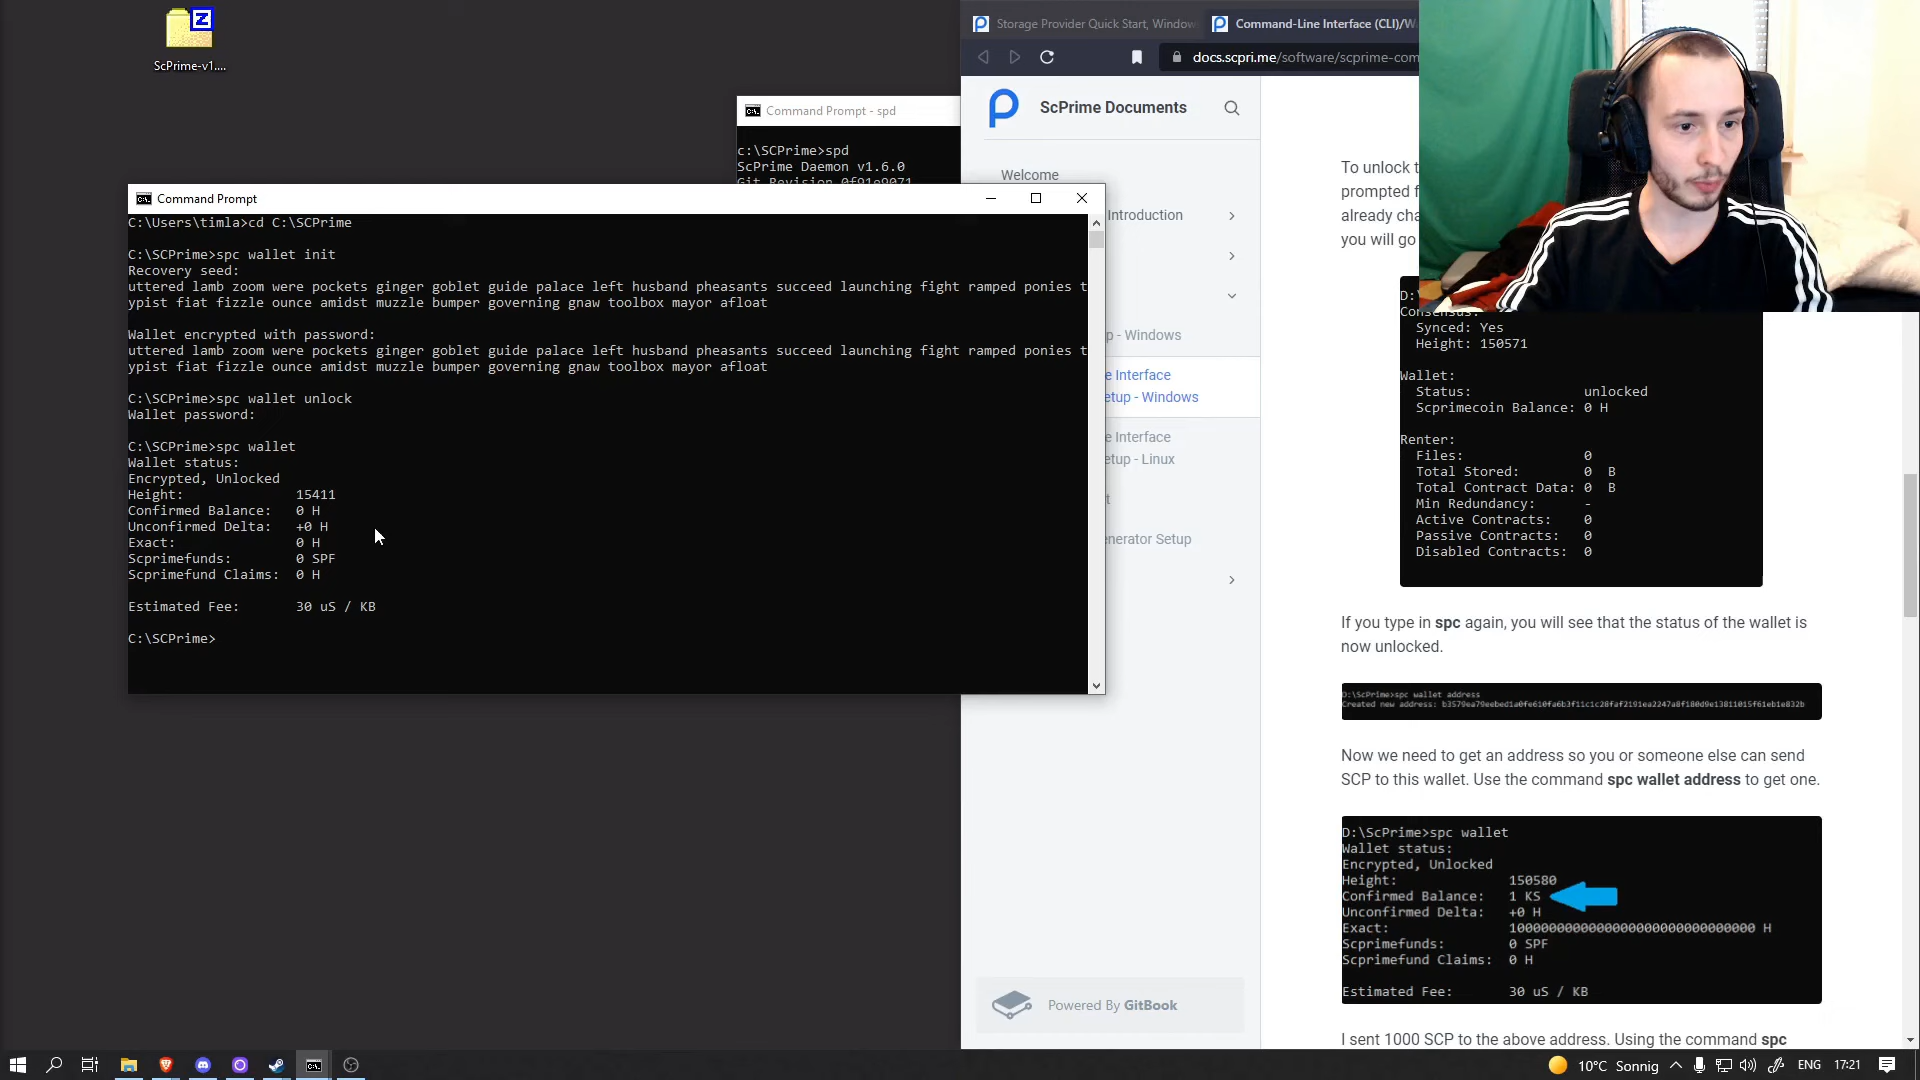 ScPrime-v1....
Command Prompt - spd
c:\SCPrime>spd
ScPrime Daemon v1.6.0
Git Revision 0f91e9071
Command Prompt
C:\Users\timla>cd C:\SCPrime
C:\SCPrime>spc wallet init
Recovery seed:
uttered lamb zoom were pockets ginger goblet guide palace left husband pheasants succeed launching fight ramped ponies t
ypist fiat fizzle ounce amidst muzzle bumper governing gnaw toolbox mayor afloat
Wallet encrypted with password:
uttered lamb zoom were pockets ginger goblet guide palace left husband pheasants succeed launching fight ramped ponies t
ypist fiat fizzle ounce amidst muzzle bumper governing gnaw toolbox mayor afloat
C:\SCPrime>spc wallet unlock
Wallet password:
C:\SCPrime>spc wallet
Wallet status:
Encrypted, Unlocked
Height: 15411
Confirmed Balance: 0 H
Unconfirmed Delta: +0 H
Exact: 0 H
Scprimefunds: 0 SPF
Scprimefund Claims: 0 H
Estimated Fee: 30 uS / KB
C:\SCPrime>
Storage Provider Quick Start, Window
Command-Line Interface (CLI)/W
docs.scpri.me/software/scprime-com
ScPrime Documents
Welcome
Introduction
p - Windows
e Interface
etup - Windows
e Interface
etup - Linux
t
enerator Setup
Powered By GitBook
To unlock t
prompted f
already cha
you will go
D:\
Consensus:
Synced: Yes
Height: 150571
Wallet:
Status: unlocked
Scprimecoin Balance: 0 H
Renter:
Files: 0
Total Stored: 0 B
Total Contract Data: 0 B
Min Redundancy: -
Active Contracts: 0
Passive Contracts: 0
Disabled Contracts: 0
If you type in spc again, you will see that the status of the wallet is
now unlocked.
D:\ScPrime>spc wallet address
Created new address:
Now we need to get an address so you or someone else can send
SCP to this wallet. Use the command spc wallet address to get one.
D:\ScPrime>spc wallet
Wallet status:
Encrypted, Unlocked
Height: 150580
Confirmed Balance: 1 KS
Unconfirmed Delta: +0 H
Exact: H
Scprimefunds: 0 SPF
Scprimefund Claims: 0 H
Estimated Fee: 30 uS / KB
I sent 1000 SCP to the above address. Using the command spc
10°C Sonnig
ENG
17:21